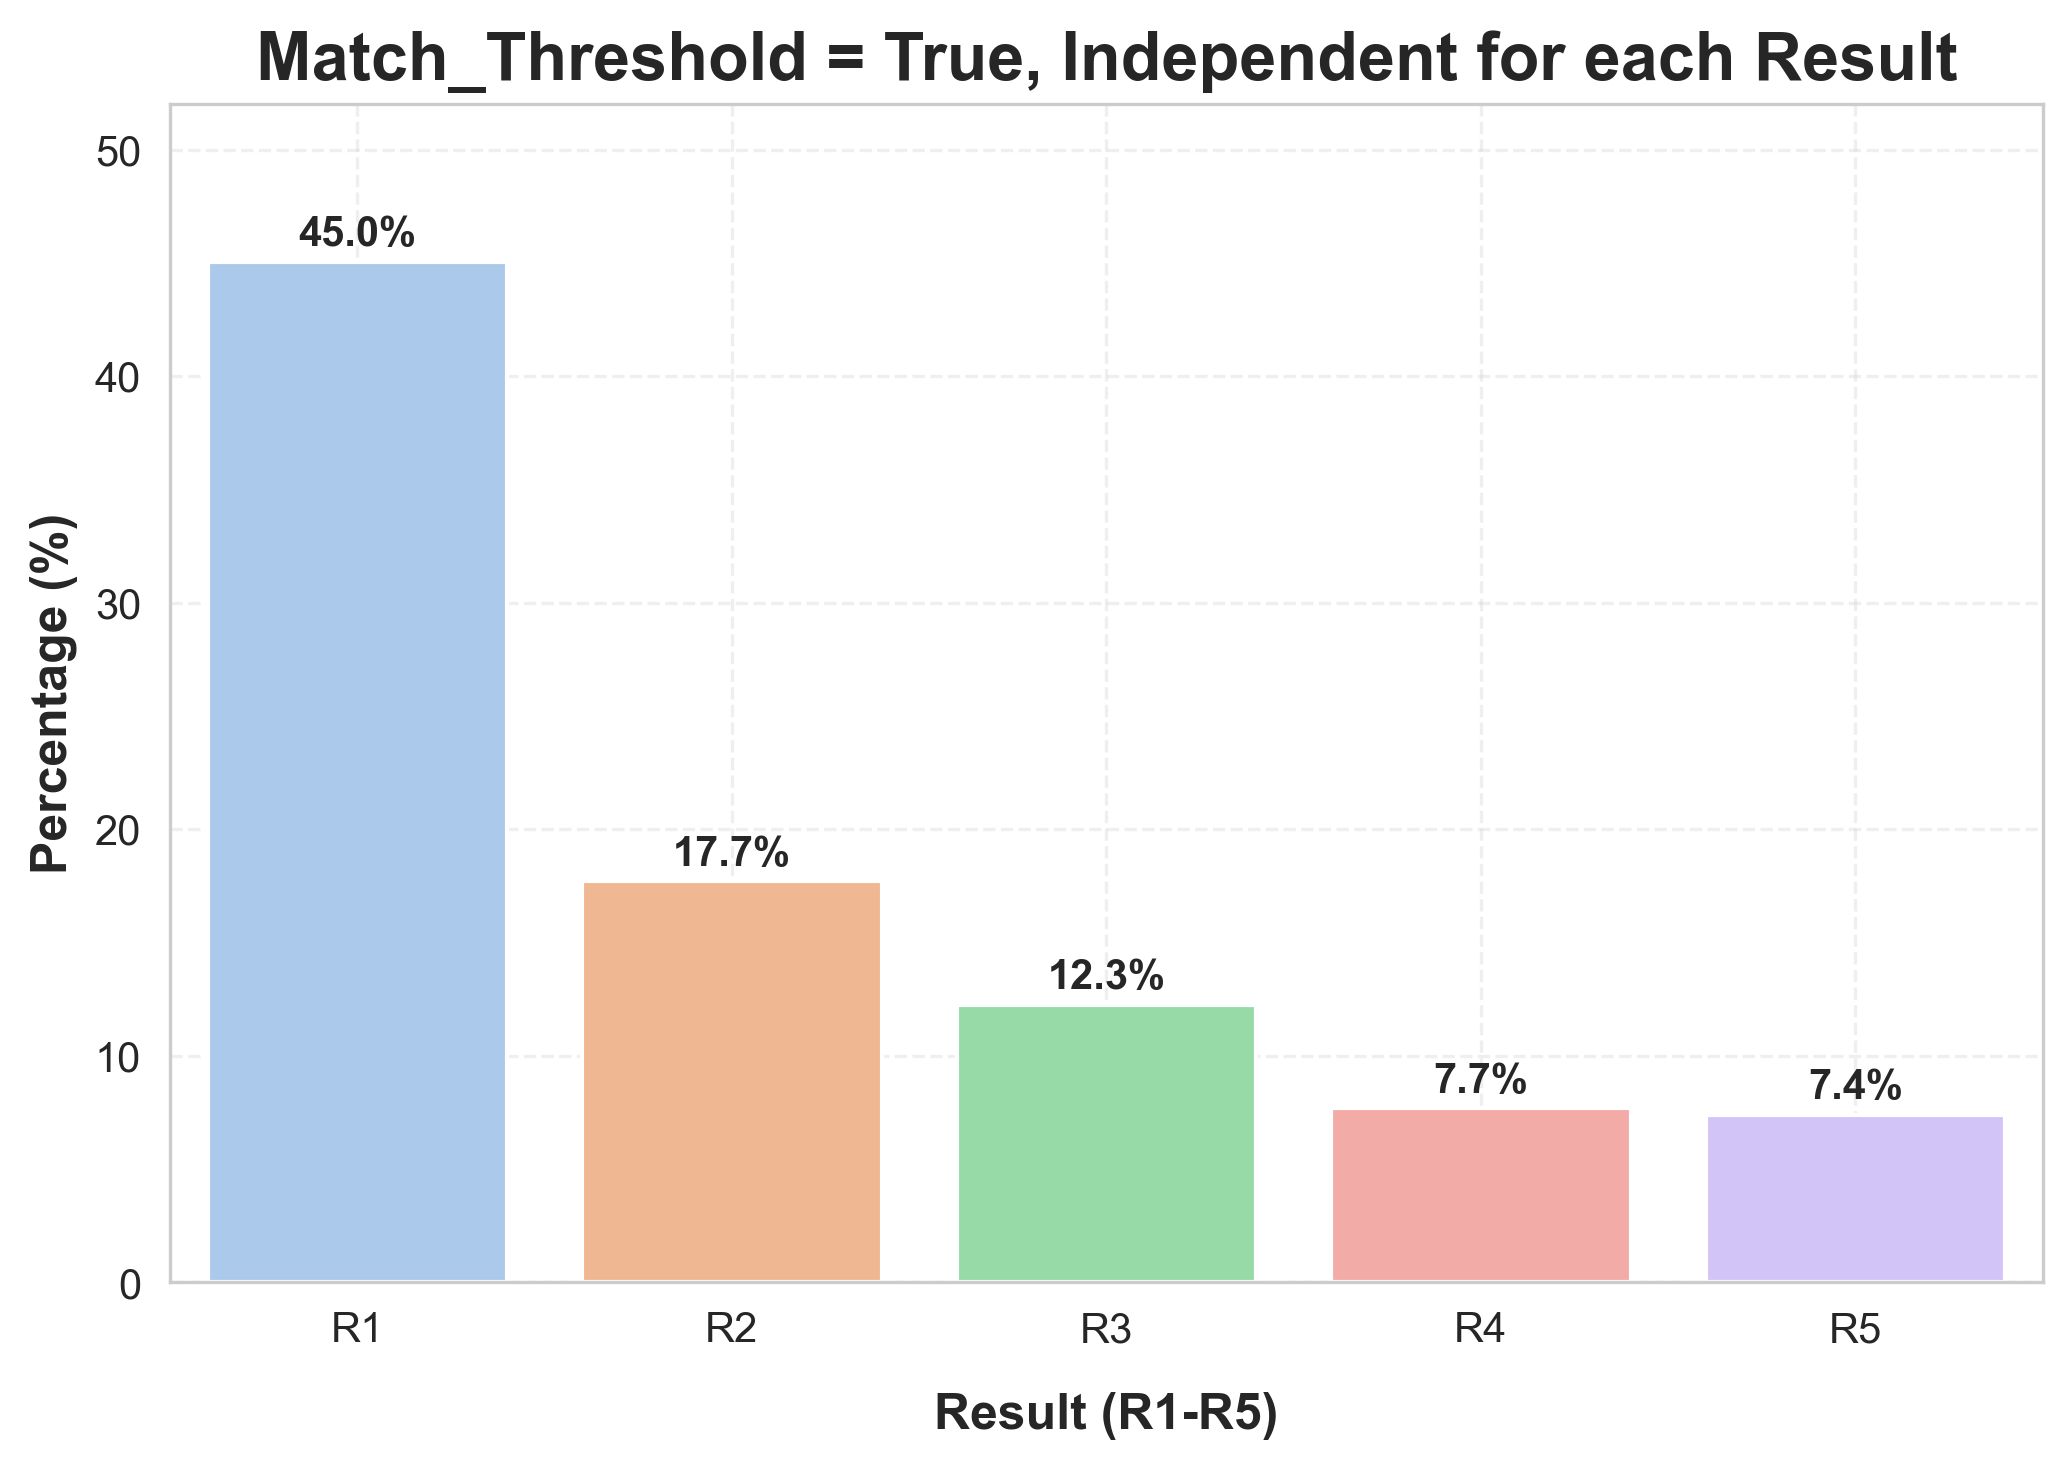 Match_Threshold = True, Independent for each Result
50
45.0%
40
30
Percentage (%)
20
17.7%
12.3%
10
7.7%
7.4%
0
R1
R2
R3
R4
R5
Result (R1-R5)